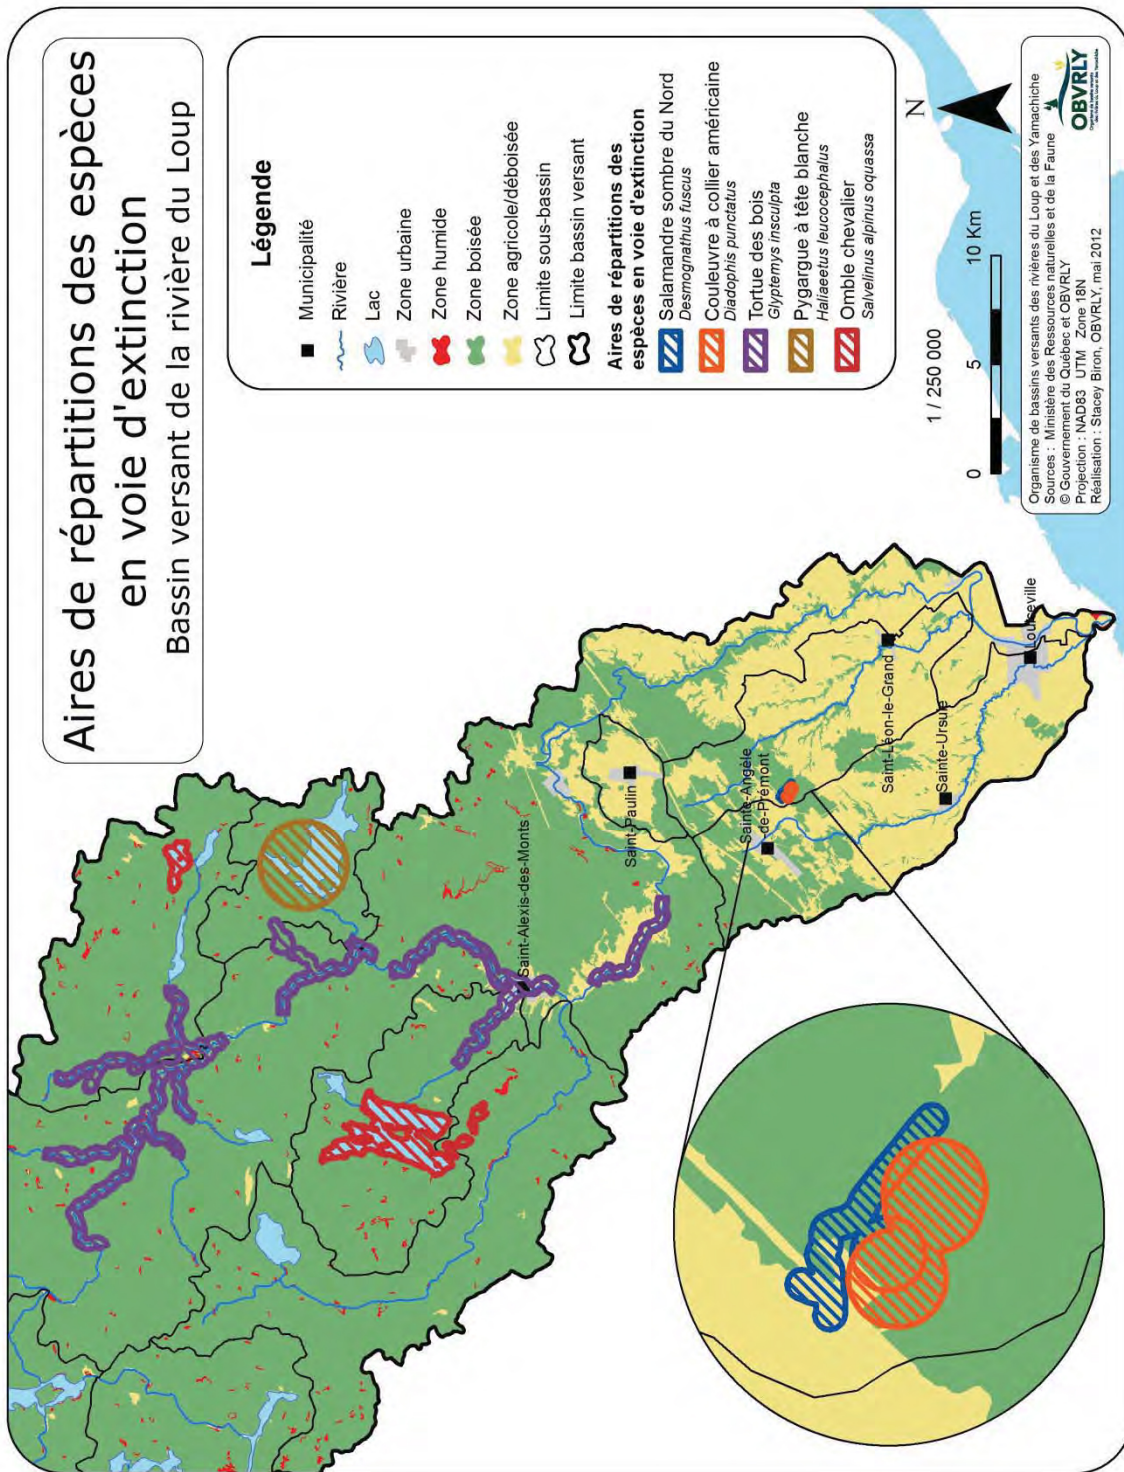 Aires de répartitions des espèces
en voie d'extinction
Bassin versant de la rivière du Loup
Légende
Municipalité
Rivière
Lac
Zone urbaine
Zone humide
Zone boisée
Zone agricole/déboisée
Limite sous-bassin
Limite bassin versant
Aires de répartitions des
espèces en voie d'extinction
Salamandre sombre du Nord
Desmognathus fuscus
Couleuvre à collier américaine
Diadophis punctatus
Tortue des bois
Glyptemys insculpta
Pygargue à tête blanche
Haliaeetus leucocephalus
Omble chevalier
Salvelinus alpinus oquassa
Saint-Alexis-des-Monts
Saint-Paulin
Sainte-Angèle
-de-Prémont
Saint-Léon-le-Grand
Sainte-Ursule
Louiseville
1 / 250 000
N
0 5 10 Km
Organisme de bassins versants des rivières du Loup et des Yamachiche
Sources : Ministère des Ressources naturelles et de la Faune
© Gouvernement du Québec et OBVRLY
Projection : NAD83 UTM Zone 18N
Réalisation : Stacey Biron, OBVRLY, mai 2012
OBVRLY